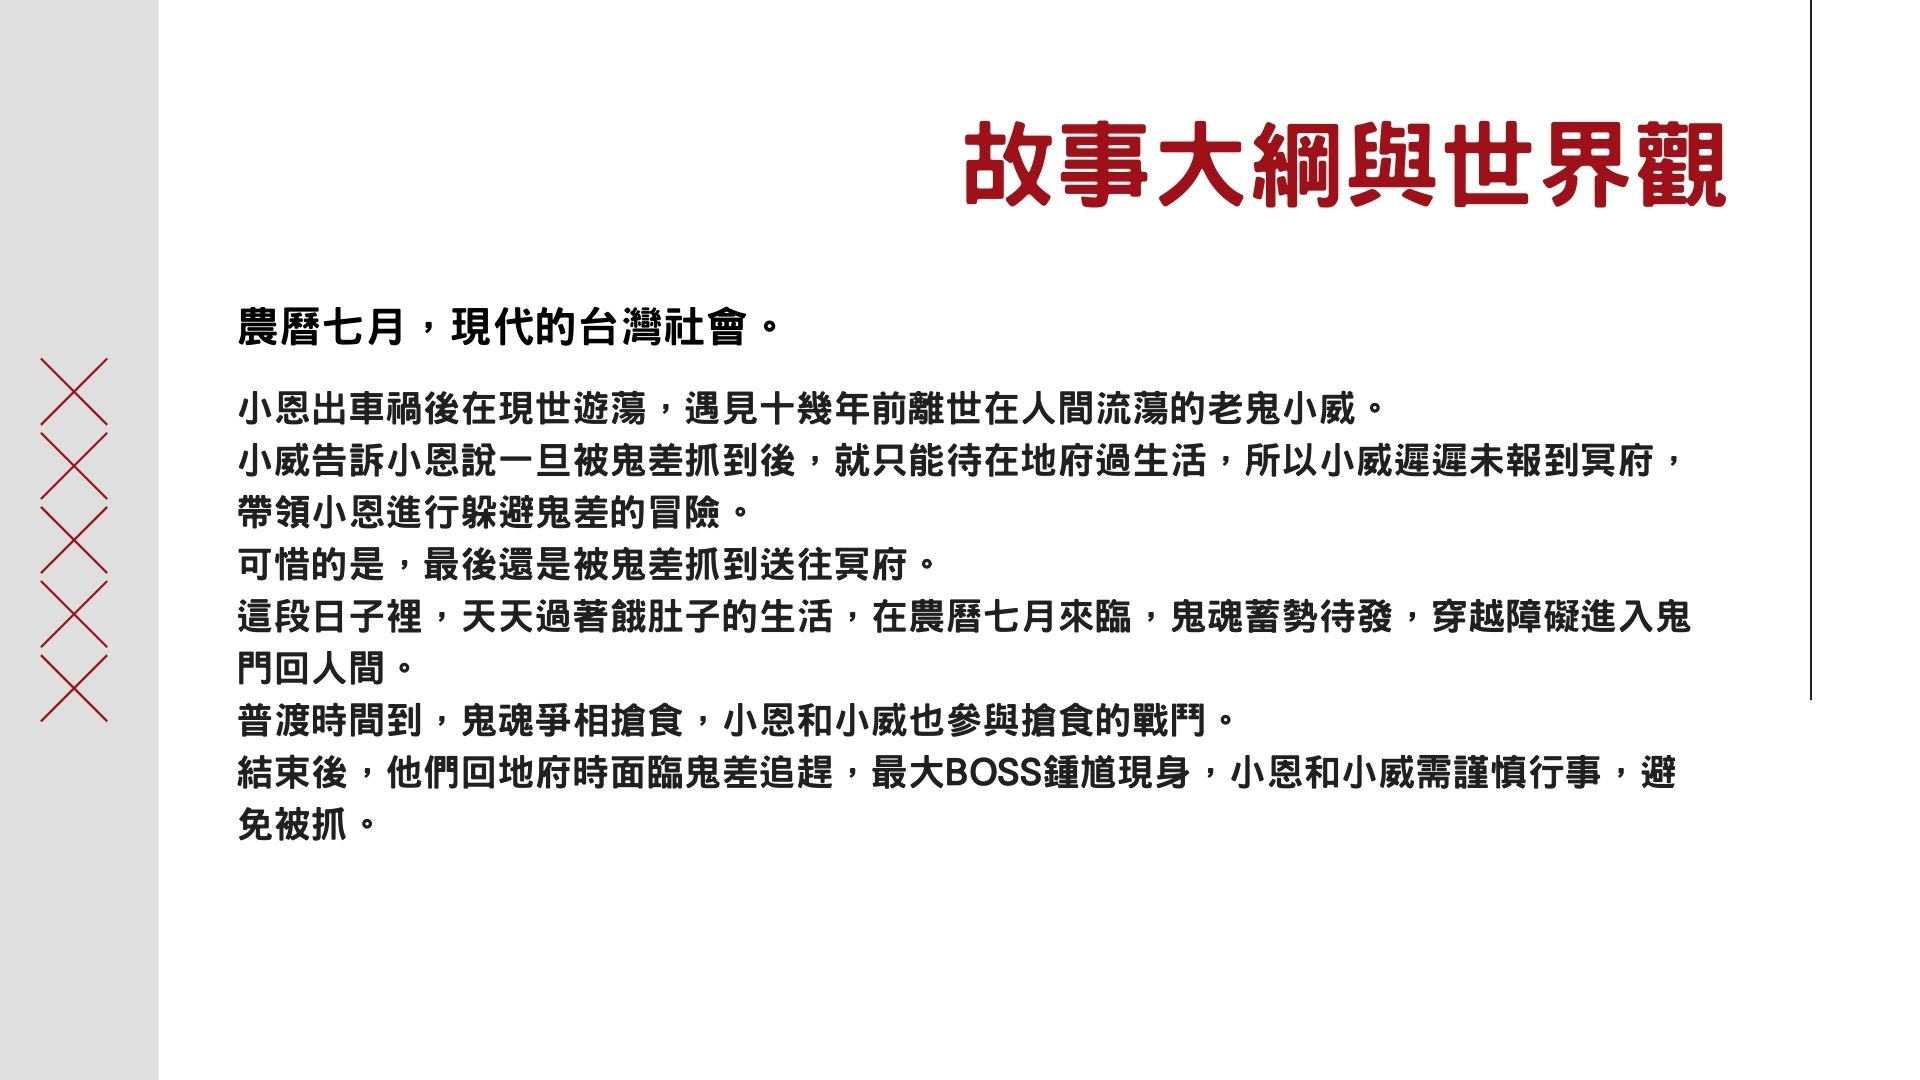 故事大綱與世界觀
農曆七月，現代的台灣社會。
小恩出車禍後在現世遊蕩，遇見十幾年前離世在人間流蕩的老鬼小威。
小威告訴小恩說一旦被鬼差抓到後，就只能待在地府過生活，所以小威遲遲未報到冥府，
帶領小恩進行躲避鬼差的冒險。
可惜的是，最後還是被鬼差抓到送往冥府。
這段日子裡，天天過著餓肚子的生活，在農曆七月來臨，鬼魂蓄勢待發，穿越障礙進入鬼
門回人間。
普渡時間到，鬼魂爭相搶食，小恩和小威也參與搶食的戰鬥。
結束後，他們回地府時面臨鬼差追趕，最大BOSS鍾馗現身，小恩和小威需謹慎行事，避
免被抓。